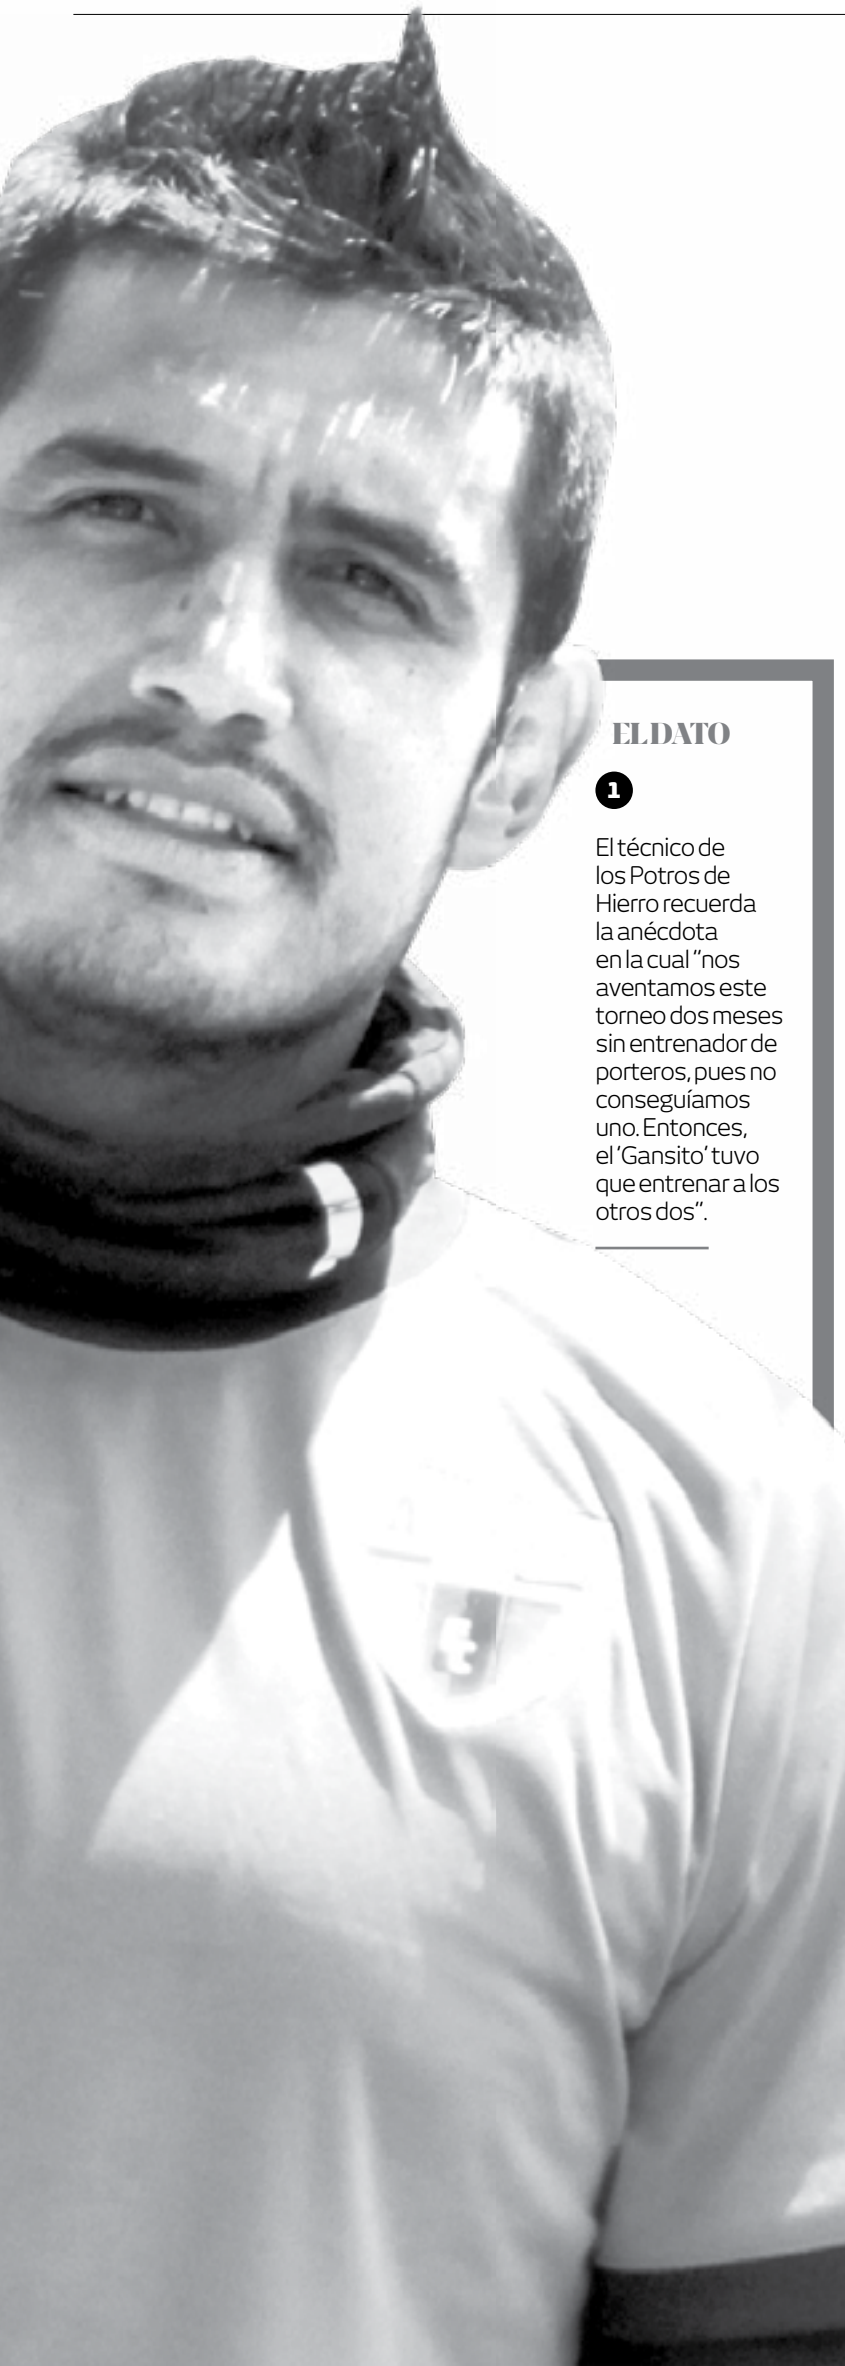 EL DATO
1
El técnico de
los Potros de
Hierro recuerda
la anécdota
en la cual "nos
aventamos este
torneo dos meses
sin entrenador de
porteros, pues no
conseguíamos
uno. Entonces,
el 'Gansito' tuvo
que entrenar a los
otros dos".